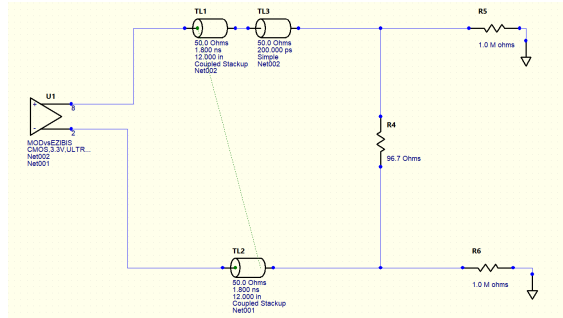 TL1
50.0 Ohms
1.800 ns
12.000 in
Coupled Stackup
Net002
TL3
50.0 Ohms
200.000 ps
Simple
Net002
R5
1.0 M ohms
U1
+
8
-
2
MODvsEZIBIS
CMOS,3.3V,ULTR...
Net002
Net001
R4
96.7 Ohms
TL2
50.0 Ohms
1.800 ns
12.000 in
Coupled Stackup
Net001
R6
1.0 M ohms